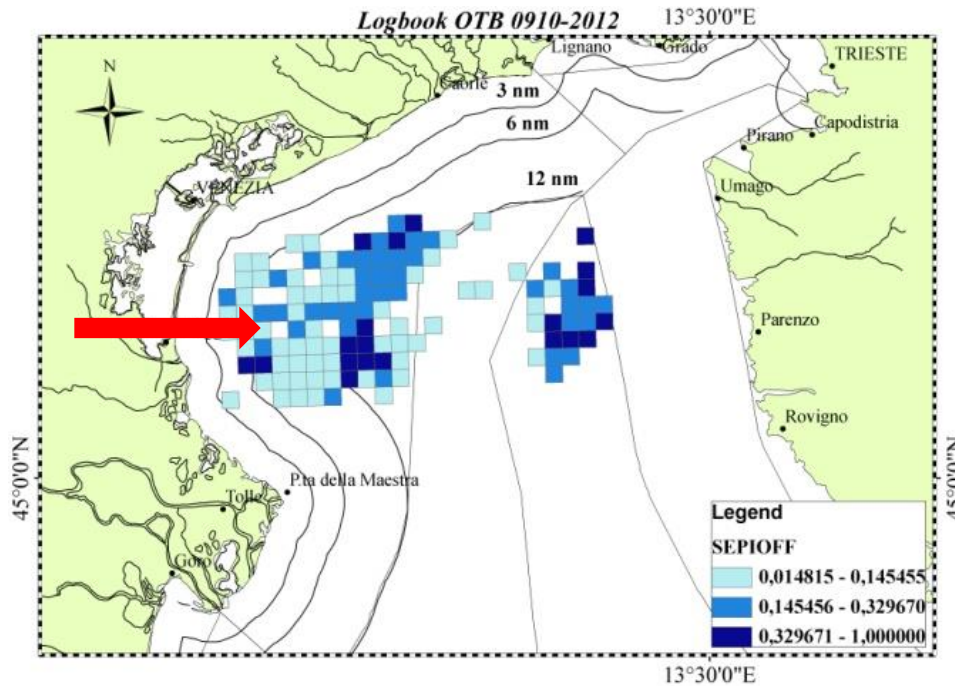 Logbook OTB 0910-2012
13°30'0"E
N
Lignano
Grado
TRIESTE
Caorle
3 nm
6 nm
Capodistria
Pirano
12 nm
Umago
VENEZIA
Parenzo
Rovigno
45°0'0"N
45°0'0"N
P.ta della Maestra
Tolle
Goro
Legend
SEPIOFF
0,014815 - 0,145455
0,145456 - 0,329670
0,329671 - 1,000000
13°30'0"E